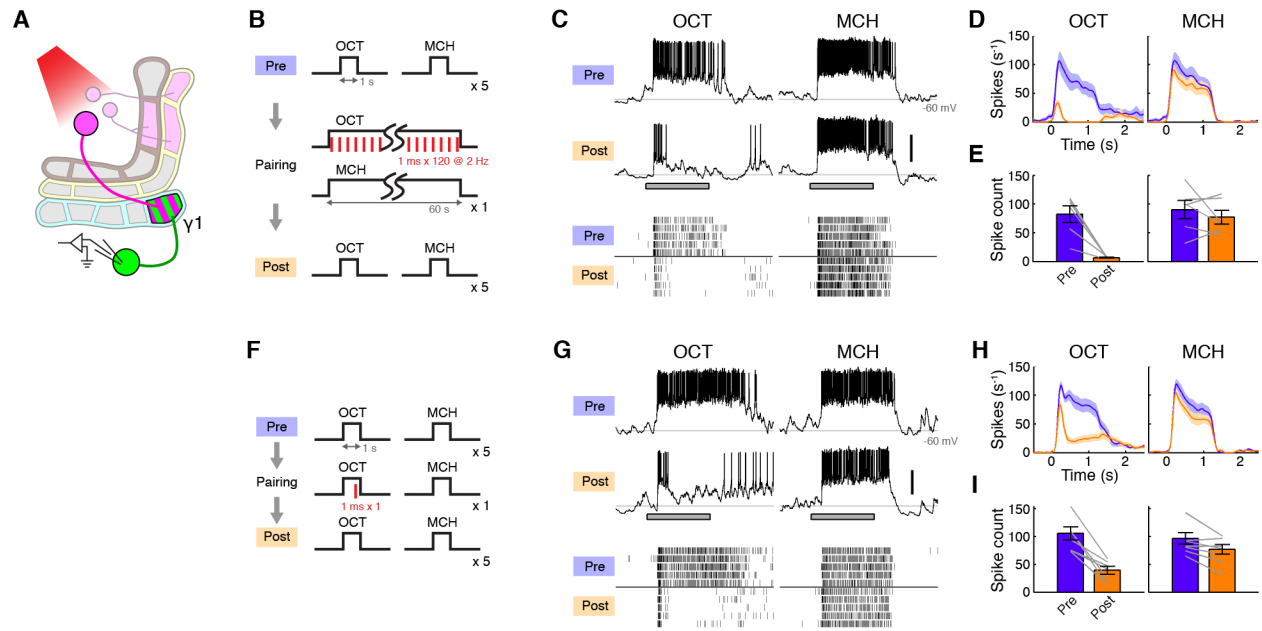 A
γ1
B
OCT MCH
Pre
1 s
x 5
OCT
1 ms x 120 @ 2 Hz
Pairing
MCH
60 s
x 1
OCT MCH
Post
x 5
C
OCT MCH
Pre
-60 mV
Post
Pre
Post
D
OCT MCH
Spikes (s⁻¹)
150
100
50
0
0 1 2 0 1 2
Time (s)
E
Spike count
150
100
50
0
Pre Post
F
OCT MCH
Pre
1 s
x 5
OCT MCH
Pairing
1 ms x 1
x 1
OCT MCH
Post
x 5
G
OCT MCH
Pre
-60 mV
Post
Pre
Post
H
OCT MCH
Spikes (s⁻¹)
150
100
50
0
0 1 2 0 1 2
Time (s)
I
Spike count
150
100
50
0
Pre Post